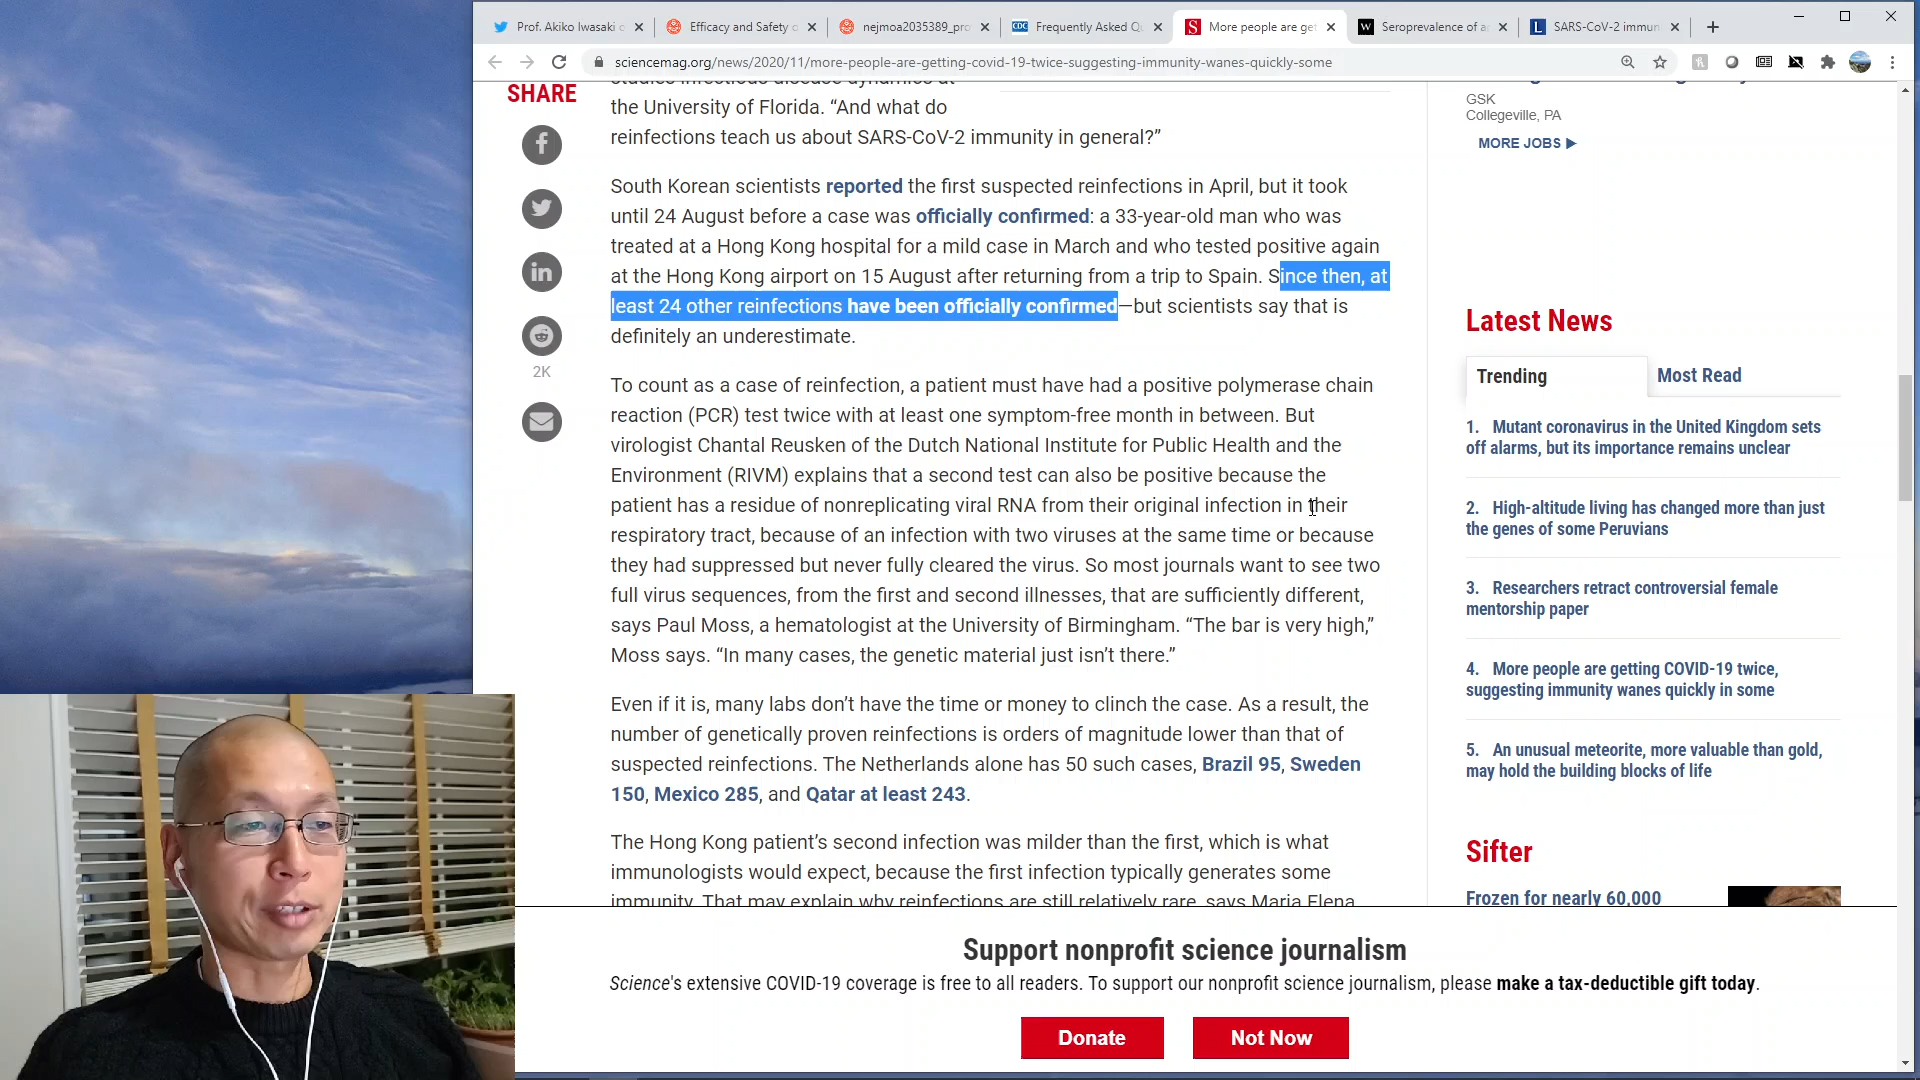 Prof. Akiko Iwasaki o
Efficacy and Safety o
nejmoa2035389_pro
Frequently Asked Qu
More people are get
Seroprevalence of a
SARS-CoV-2 immun
sciencemag.org/news/2020/11/more-people-are-getting-covid-19-twice-suggesting-immunity-wanes-quickly-some
SHARE
2K
studies infectious disease dynamics at
the University of Florida. “And what do
reinfections teach us about SARS-CoV-2 immunity in general?”
South Korean scientists reported the first suspected reinfections in April, but it took
until 24 August before a case was officially confirmed: a 33-year-old man who was
treated at a Hong Kong hospital for a mild case in March and who tested positive again
at the Hong Kong airport on 15 August after returning from a trip to Spain. Since then, at
least 24 other reinfections have been officially confirmed—but scientists say that is
definitely an underestimate.
To count as a case of reinfection, a patient must have had a positive polymerase chain
reaction (PCR) test twice with at least one symptom-free month in between. But
virologist Chantal Reusken of the Dutch National Institute for Public Health and the
Environment (RIVM) explains that a second test can also be positive because the
patient has a residue of nonreplicating viral RNA from their original infection in their
respiratory tract, because of an infection with two viruses at the same time or because
they had suppressed but never fully cleared the virus. So most journals want to see two
full virus sequences, from the first and second illnesses, that are sufficiently different,
says Paul Moss, a hematologist at the University of Birmingham. “The bar is very high,”
Moss says. “In many cases, the genetic material just isn’t there.”
Even if it is, many labs don’t have the time or money to clinch the case. As a result, the
number of genetically proven reinfections is orders of magnitude lower than that of
suspected reinfections. The Netherlands alone has 50 such cases, Brazil 95, Sweden
150, Mexico 285, and Qatar at least 243.
The Hong Kong patient’s second infection was milder than the first, which is what
immunologists would expect, because the first infection typically generates some
immunity. That may explain why reinfections are still relatively rare, says Maria Elena
GSK
Collegeville, PA
MORE JOBS ▶
Latest News
Trending
Most Read
1. Mutant coronavirus in the United Kingdom sets
off alarms, but its importance remains unclear
2. High-altitude living has changed more than just
the genes of some Peruvians
3. Researchers retract controversial female
mentorship paper
4. More people are getting COVID-19 twice,
suggesting immunity wanes quickly in some
5. An unusual meteorite, more valuable than gold,
may hold the building blocks of life
Sifter
Frozen for nearly 60,000
Support nonprofit science journalism
Science's extensive COVID-19 coverage is free to all readers. To support our nonprofit science journalism, please make a tax-deductible gift today.
Donate
Not Now